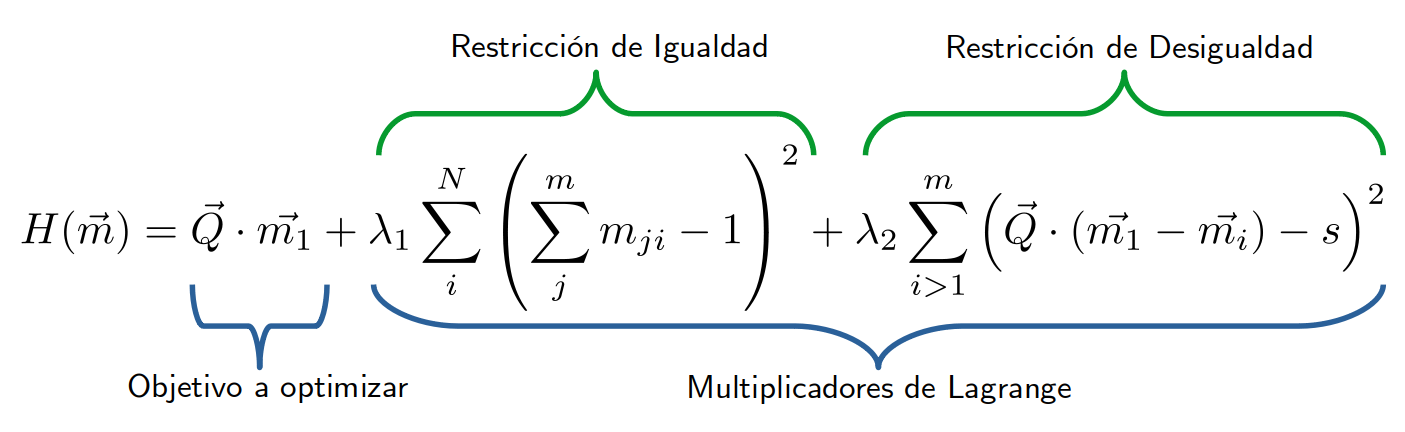 Restricción de Igualdad
Restricción de Desigualdad
$H(\vec{m}) = \vec{Q} \cdot \vec{m_1} + \lambda_1 \sum_{i}^{N} \left( \sum_{j}^{m} m_{ji} - 1 \right)^2 + \lambda_2 \sum_{i>1}^{m} \left( \vec{Q} \cdot (\vec{m_1} - \vec{m_i}) - s \right)^2$
Objetivo a optimizar
Multiplicadores de Lagrange